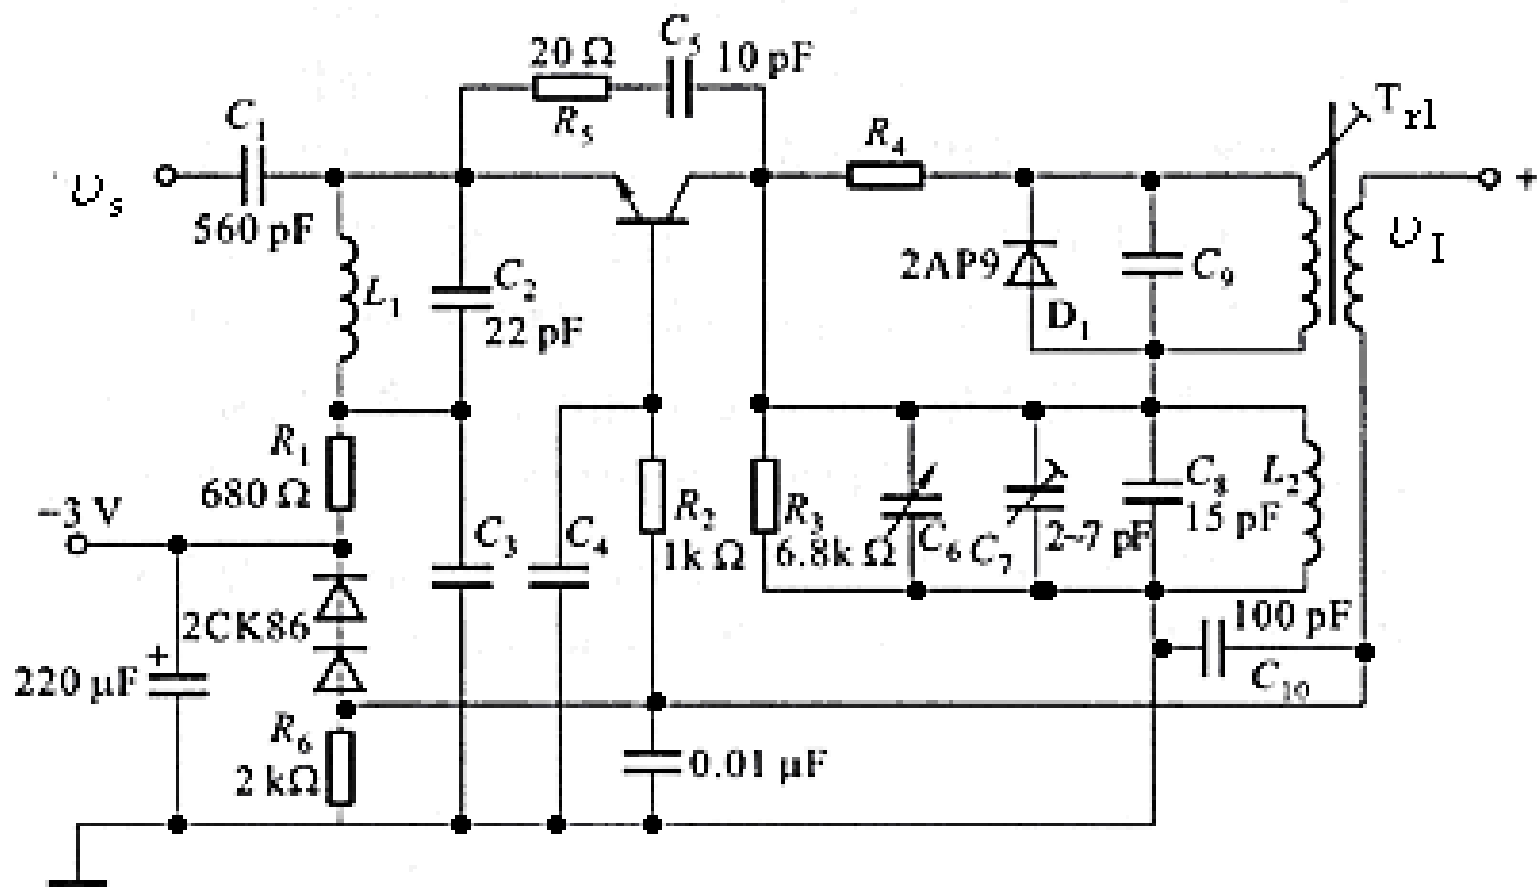 20 Ω
C5
10 pF
R5
C1
υs
560 pF
R4
Tr1
+
υI
2AP9
D1
C9
L1
C2
22 pF
R1
680 Ω
−3 V
C3
C4
R2
1k Ω
R3
6.8k Ω
C6
C7
2~7 pF
C8
15 pF
L2
2CK86
+
220 μF
100 pF
C10
R6
2 kΩ
0.01 μF